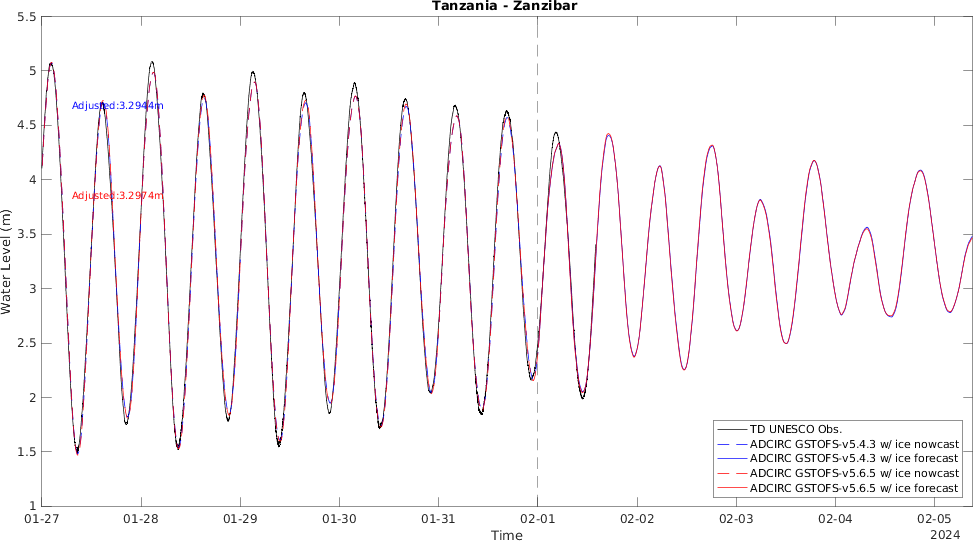 Tanzania - Zanzibar
5.5
5
4.5
4
3.5
3
2.5
2
1.5
1
Water Level (m)
Adjusted:3.2944m
Adjusted:3.2974m
TD UNESCO Obs.
ADCIRC GSTOFS-v5.4.3 w/ ice nowcast
ADCIRC GSTOFS-v5.4.3 w/ ice forecast
ADCIRC GSTOFS-v5.6.5 w/ ice nowcast
ADCIRC GSTOFS-v5.6.5 w/ ice forecast
01-27 01-28 01-29 01-30 01-31 02-01 02-02 02-03 02-04 02-05
2024
Time